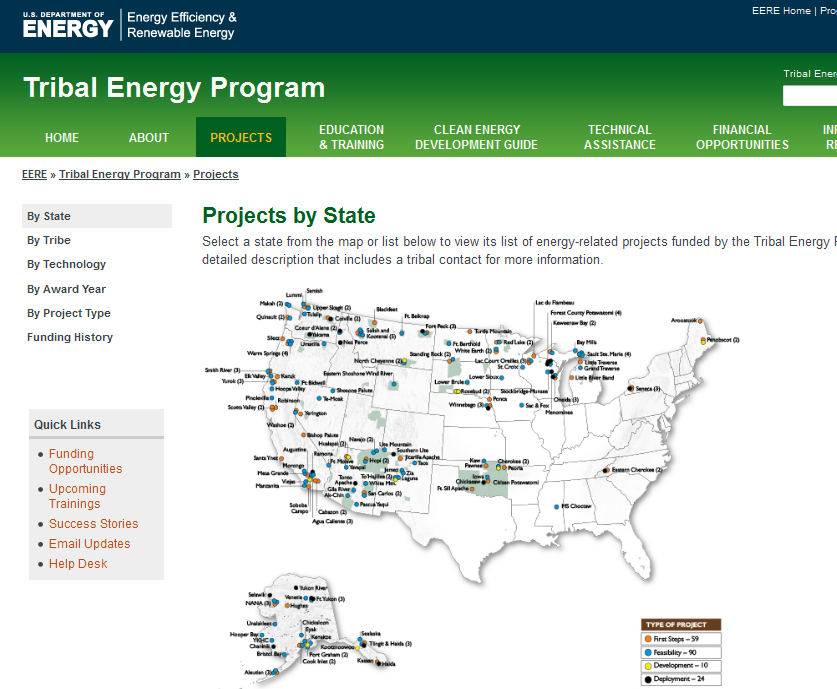 U.S. DEPARTMENT OF
ENERGY
Energy Efficiency &
Renewable Energy
EERE Home | Pro
Tribal Energy Program
Tribal Ener
HOME
ABOUT
PROJECTS
EDUCATION
& TRAINING
CLEAN ENERGY
DEVELOPMENT GUIDE
TECHNICAL
ASSISTANCE
FINANCIAL
OPPORTUNITIES
IN
RE
EERE » Tribal Energy Program » Projects
By State
By Tribe
By Technology
By Award Year
By Project Type
Funding History
Quick Links
Funding
Opportunities
Upcoming
Trainings
Success Stories
Email Updates
Help Desk
Projects by State
Select a state from the map or list below to view its list of energy-related projects funded by the Tribal Energy P
detailed description that includes a tribal contact for more information.
Lummi
Samish
Makah (2)
Upper Skagit (2)
Tulalip
Quinault (2)
Colville (2)
Coeur d'Alene (2)
Yakama
Siletz
Umatilla
Nez Perce
Warm Springs (4)
Blackfeet
Salish and
Kootenai (3)
Ft. Belknap
Fort Peck (3)
North Cheyenne (2)
Eastern Shoshone Wind River
Smith River (3)
Elk Valley
Karuk
Yurok (3)
Hoopa Valley
Ft Bidwell
Shosone Paiute
Pinoleville
Robinson
Te-Moak
Scotts Valley (2)
Yerington
Washoe (2)
Bishop Paiute
Hualapai (2)
Navajo (2)
Augustine
Ramona
Ute Mountain
Southern Ute
Jicarilla Apache
Taos
Santa Ynez
Morongo
Ft. Mojave
Hopi (2)
Yavapai
Jemez
Zia
Laguna
Mesa Grande
Viejas
Manzanita
Tonto
Apache
To'Hajiilee (2)
White Mtn.
Gila River
Ak-Chin
San Carlos (2)
Pascua Yaqui
Soboba
Campo
Cabazon (2)
Agua Caliente (3)
Turtle Mountain
Ft Berthold
Red Lake (2)
White Earth (2)
Standing Rock (2)
Lac Court Oreilles
St. Croix
Lower Brule
Lower Sioux
Rosebud (2)
Ponca
Winnebago (3)
Stockbridge-Munsee
Oneida (3)
Sac & Fox
Menominee
Lac du Flambeau
Forest County Potawatomi (4)
Keweenaw Bay (2)
Bay Mills
Sault Ste. Marie (4)
Little Traverse
Grand Traverse
Little River Band
Aroostook
Penobscot (2)
Seneca (3)
Kaw
Pawnee
Cherokee (2)
Peoria
Iowa
Chickasaw
Citizen Potawatomi
Ft. Sill Apache
Eastern Cherokee (2)
MS Choctaw
Selawik
Yukon River
NANA (3)
Venetie
Ft.Yukon (3)
Hughes
Unalakleet
Chickaloon
Eyak
Hooper Bay
YKHC
Kenaitze
Chaninik
Kootznoowoo
Bristol Bay
Port Graham (2)
Cook Inlet (2)
Aleutian (2)
Sealaska
Tlingit & Haida (3)
Kasaan
Haida
TYPE OF PROJECT
First Steps – 59
Feasibility – 90
Development – 10
Deployment – 24